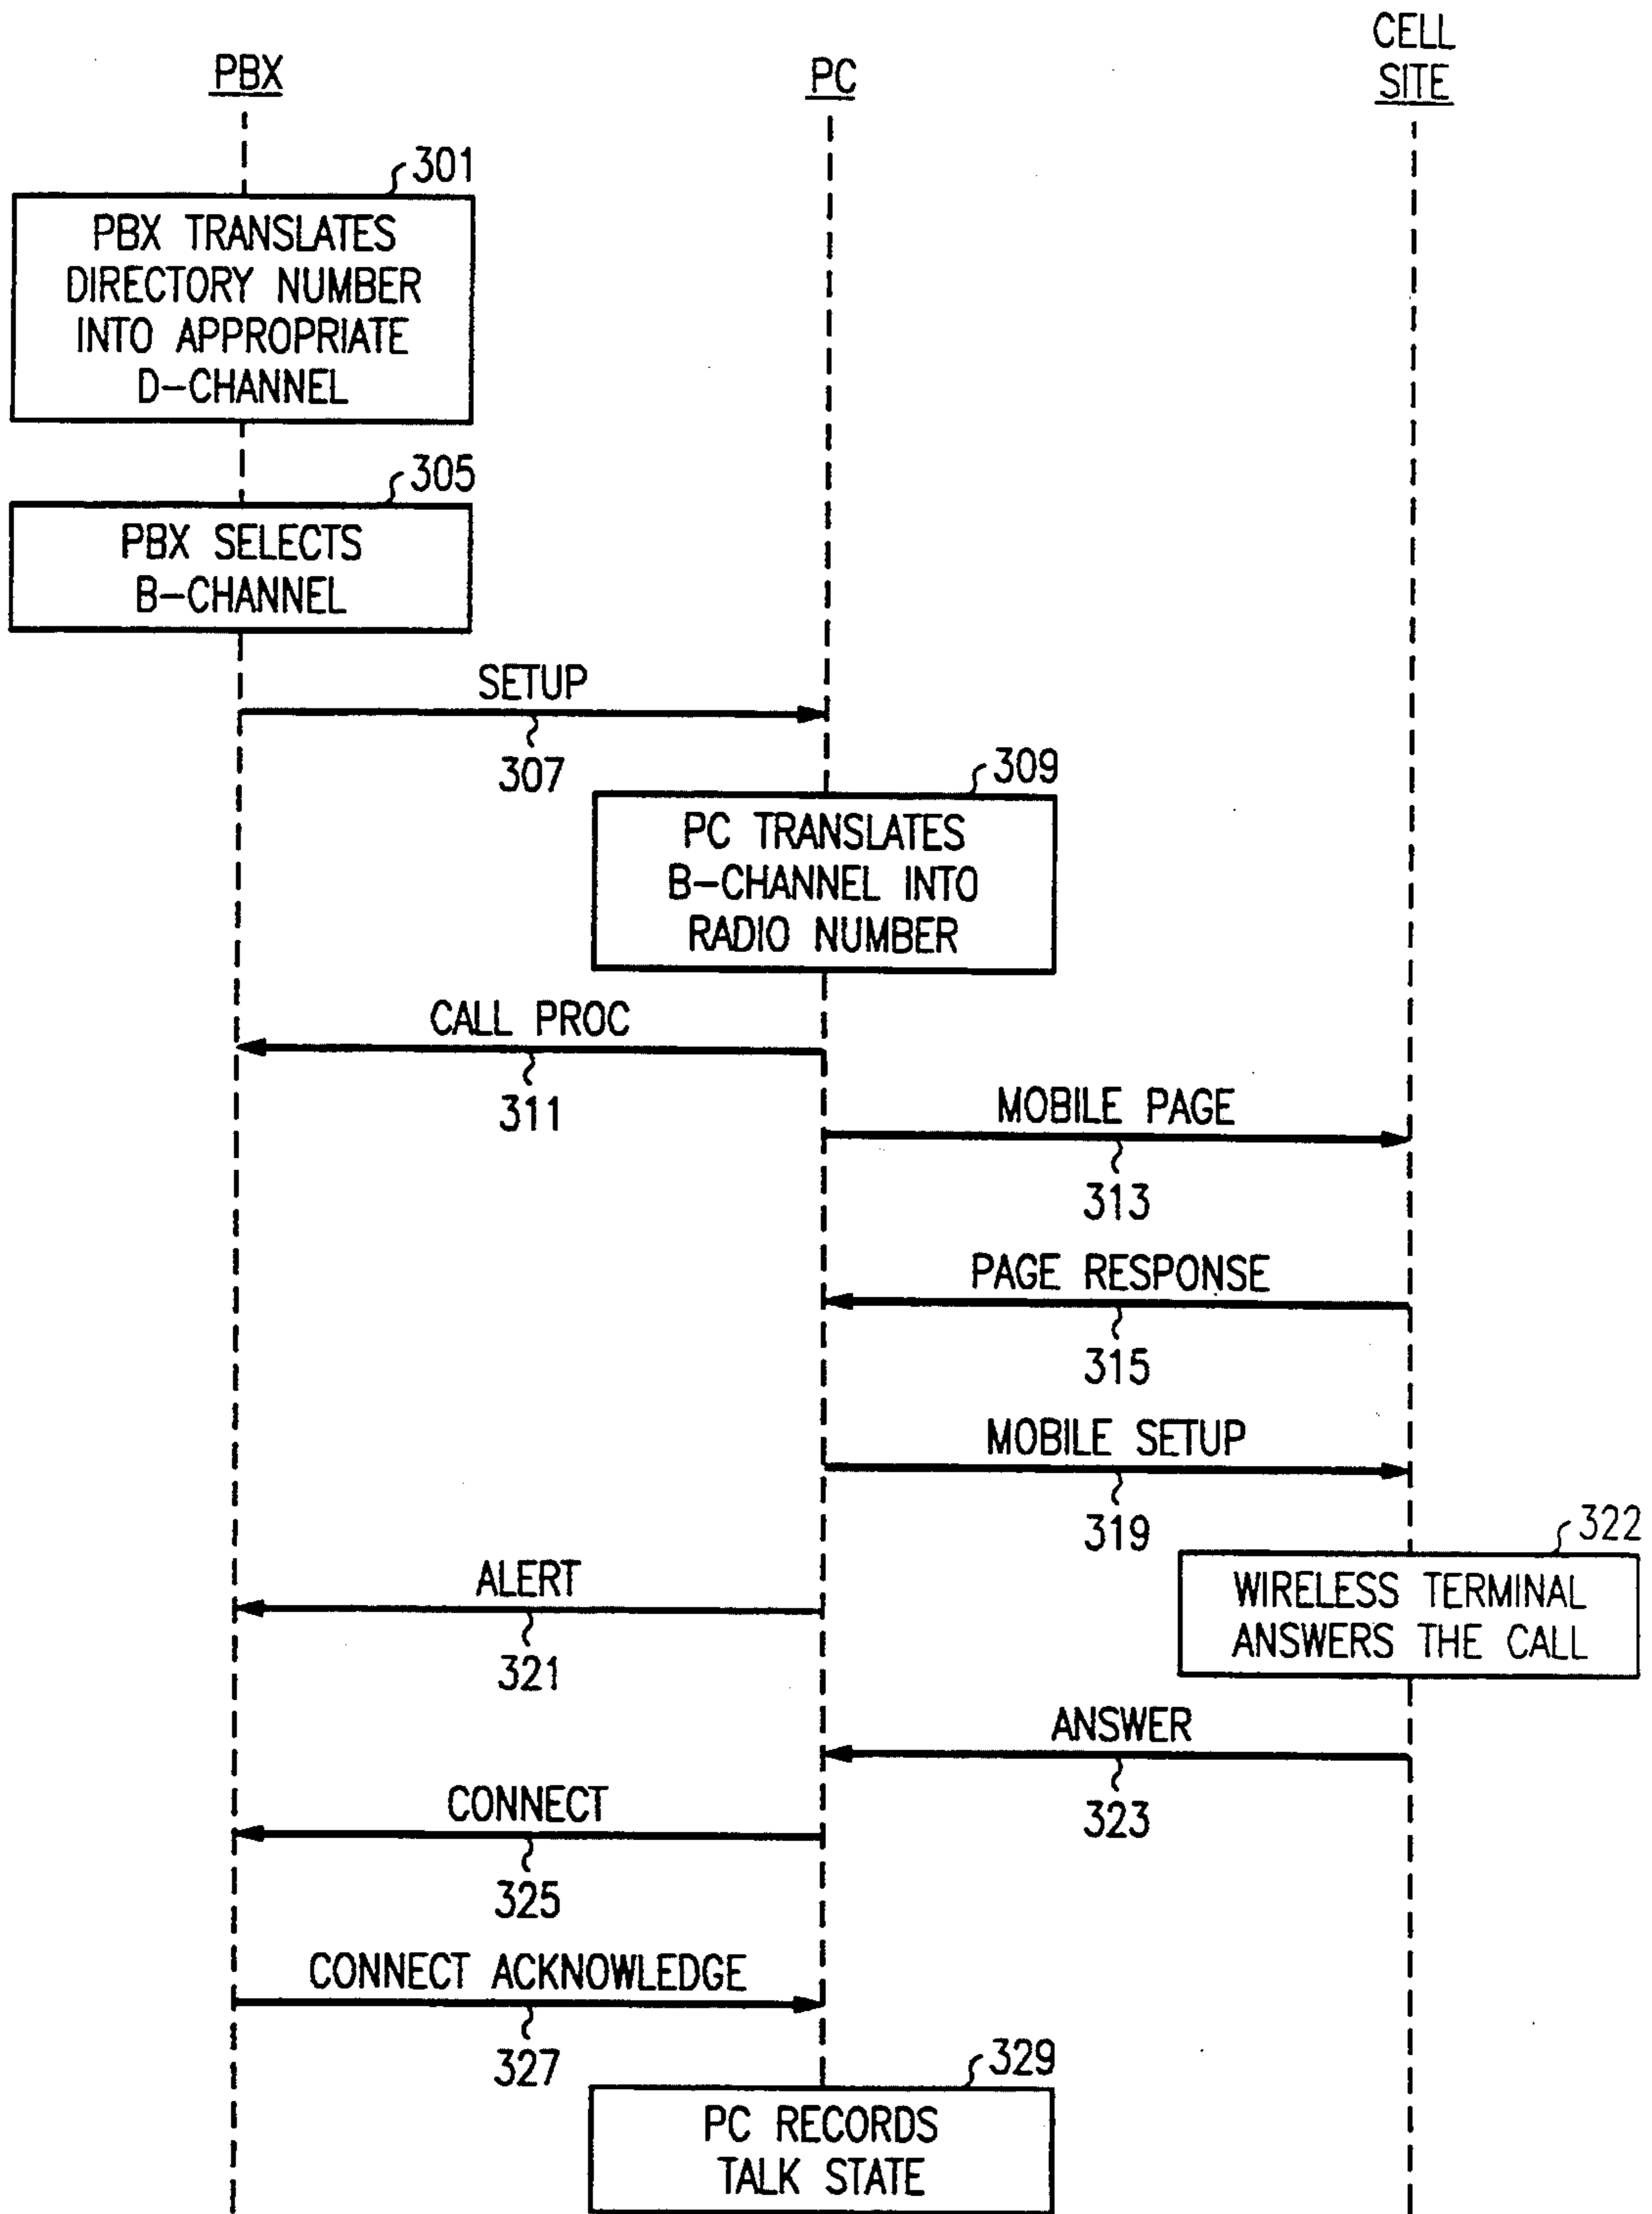 PBX
PC
CELL
SITE
301
PBX TRANSLATES
DIRECTORY NUMBER
INTO APPROPRIATE
D-CHANNEL
305
PBX SELECTS
B-CHANNEL
SETUP
307
309
PC TRANSLATES
B-CHANNEL INTO
RADIO NUMBER
CALL PROC
311
MOBILE PAGE
313
PAGE RESPONSE
315
MOBILE SETUP
319
322
WIRELESS TERMINAL
ANSWERS THE CALL
ALERT
321
ANSWER
323
CONNECT
325
CONNECT ACKNOWLEDGE
327
329
PC RECORDS
TALK STATE